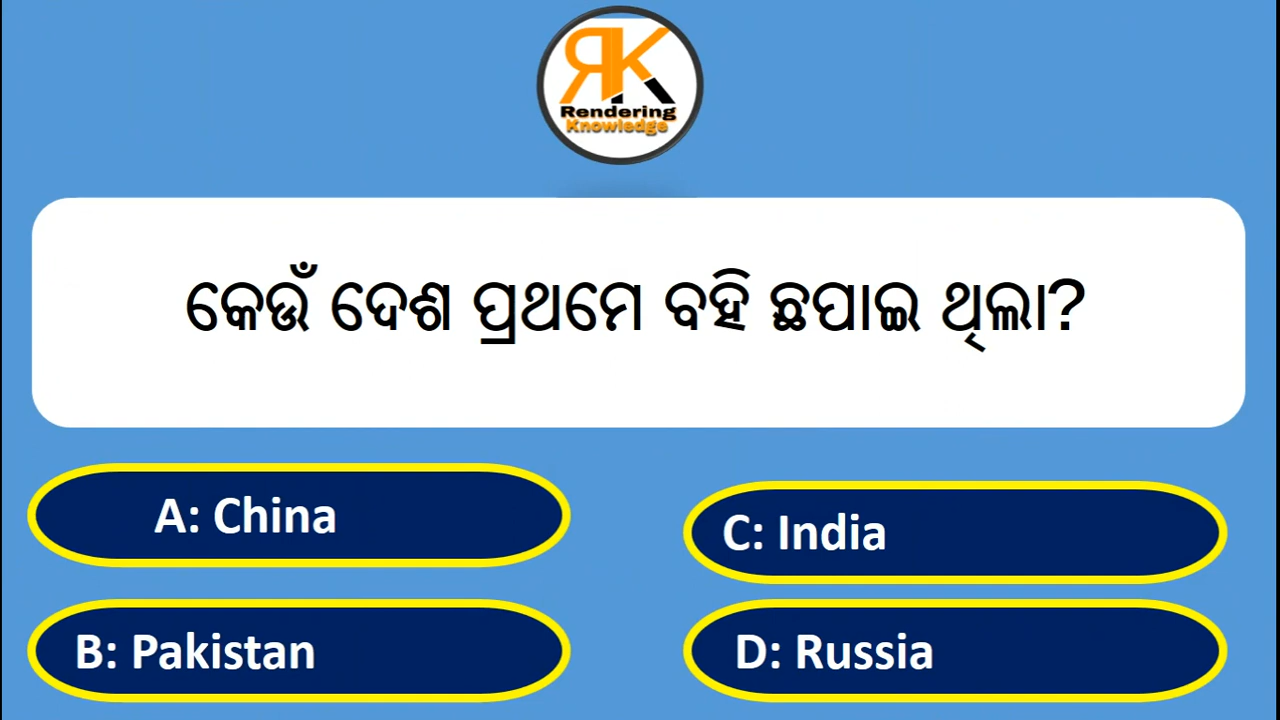 RK
Rendering
Knowledge
କେଉଁ ଦେଶ ପ୍ରଥମେ ବହି ଛପାଇ ଥିଲା?
A: China
C: India
B: Pakistan
D: Russia